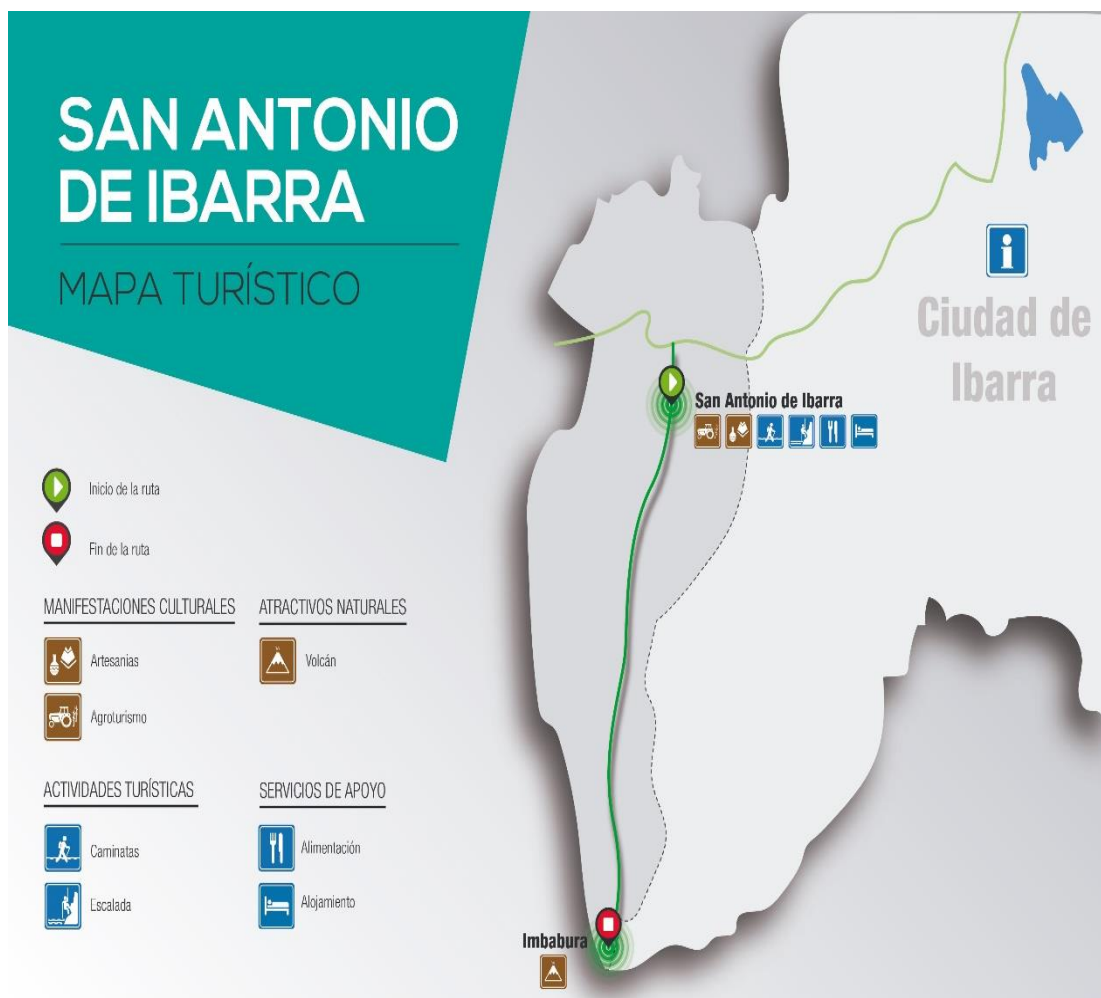 SAN ANTONIO
DE IBARRA
MAPA TURÍSTICO
Inicio de la ruta
Fin de la ruta
MANIFESTACIONES CULTURALES
Artesanias
Agroturismo
ATRACTIVOS NATURALES
Volcán
ACTIVIDADES TURÍSTICAS
Caminatas
Escalada
SERVICIOS DE APOYO
Alimentación
Alojamiento
i
Ciudad de
Ibarra
San Antonio de Ibarra
Imbabura